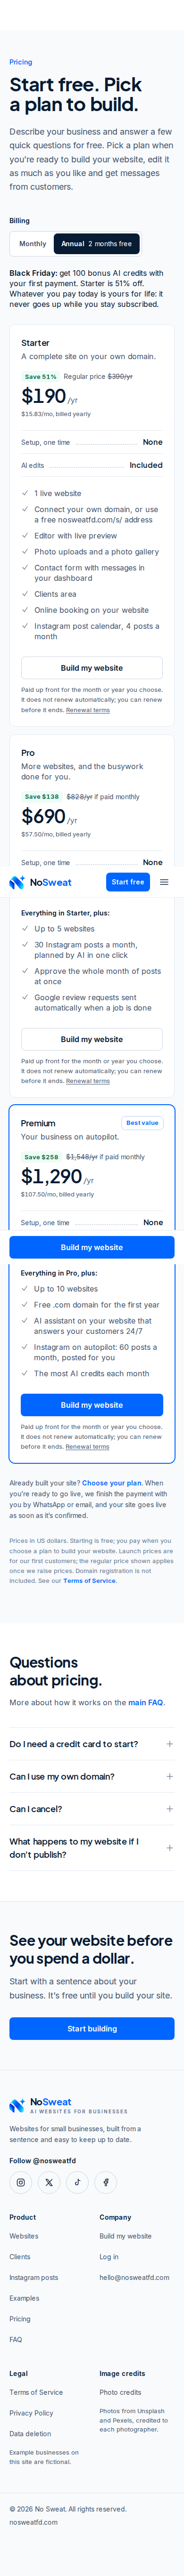 Pricing
Start free. Pick
a plan to build.
Describe your business and answer a few
quick questions for free. Pick a plan when
you're ready to build your website, edit it
as much as you like and get messages
from customers.
Billing
Monthly Annual 2 months free
Black Friday: get 100 bonus AI credits with
your first payment. Starter is 51% off.
Whatever you pay today is yours for life: it
never goes up while you stay subscribed.
Starter
A complete site on your own domain.
Save 51% Regular price $390/yr
$190 /yr
$15.83/mo, billed yearly
Setup, one time None
AI edits Included
1 live website
Connect your own domain, or use
a free nosweatfd.com/s/ address
Editor with live preview
Photo uploads and a photo gallery
Contact form with messages in
your dashboard
Clients area
Online booking on your website
Instagram post calendar, 4 posts a
month
Build my website
Paid up front for the month or year you choose.
It does not renew automatically; you can renew
before it ends. Renewal terms
Pro
More websites, and the busywork
done for you.
Save $138 $828/yr if paid monthly
$690 /yr
$57.50/mo, billed yearly
Setup, one time None
NoSweat Start free
Everything in Starter, plus:
Up to 5 websites
30 Instagram posts a month,
planned by AI in one click
Approve the whole month of posts
at once
Google review requests sent
automatically when a job is done
Build my website
Paid up front for the month or year you choose.
It does not renew automatically; you can renew
before it ends. Renewal terms
Premium Best value
Your business on autopilot.
Save $258 $1,548/yr if paid monthly
$1,290 /yr
$107.50/mo, billed yearly
Setup, one time None
Build my website
Everything in Pro, plus:
Up to 10 websites
Free .com domain for the first year
AI assistant on your website that
answers your customers 24/7
Instagram on autopilot: 60 posts a
month, posted for you
The most AI credits each month
Build my website
Paid up front for the month or year you choose.
It does not renew automatically; you can renew
before it ends. Renewal terms
Already built your site? Choose your plan. When
you're ready to go live, we finish the payment with
you by WhatsApp or email, and your site goes live
as soon as it's confirmed.
Prices in US dollars. Starting is free; you pay when you
choose a plan to build your website. Launch prices are
for our first customers; the regular price shown applies
once we raise prices. Domain registration is not
included. See our Terms of Service.
Questions
about pricing.
More about how it works on the main FAQ.
Do I need a credit card to start?
Can I use my own domain?
Can I cancel?
What happens to my website if I
don't publish?
See your website before
you spend a dollar.
Start with a sentence about your
business. It's free until you build your site.
Start building
NoSweat
AI WEBSITES FOR BUSINESSES
Websites for small businesses, built from a
sentence and easy to keep up to date.
Follow @nosweatfd
Product
Websites
Clients
Instagram posts
Examples
Pricing
FAQ
Company
Build my website
Log in
hello@nosweatfd.com
Legal
Terms of Service
Privacy Policy
Data deletion
Example businesses on
this site are fictional.
Image credits
Photo credits
Photos from Unsplash
and Pexels, credited to
each photographer.
© 2026 No Sweat. All rights reserved.
nosweatfd.com